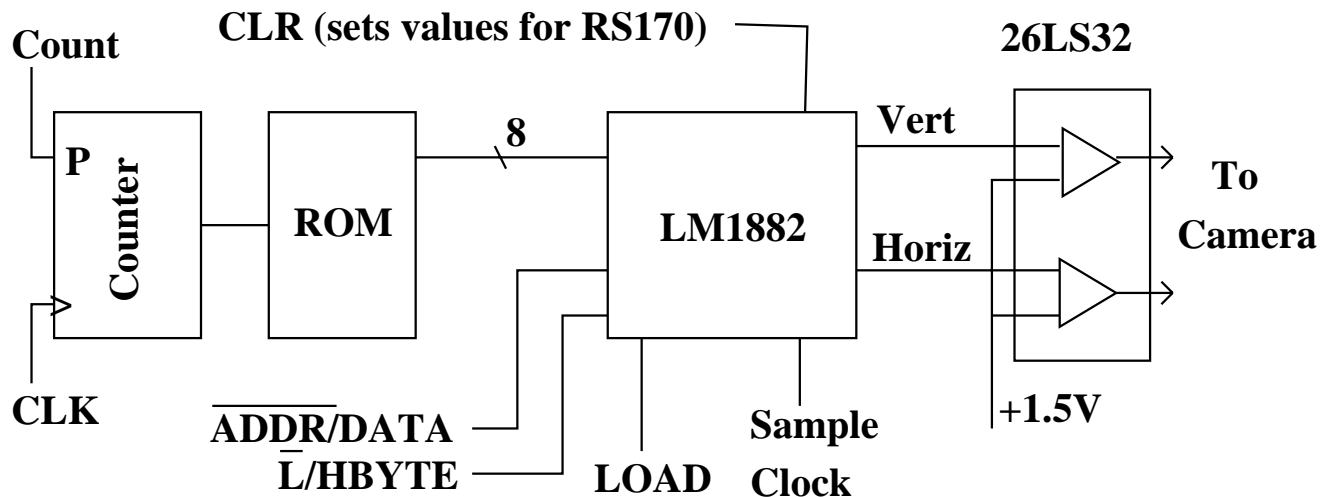 CLR (sets values for RS170)
Count
26LS32
8
Vert
P
Counter
ROM
LM1882
Horiz
To
Camera
CLK
A̅D̅D̅R̅/DATA
L̅/HBYTE
LOAD
Sample
Clock
+1.5V